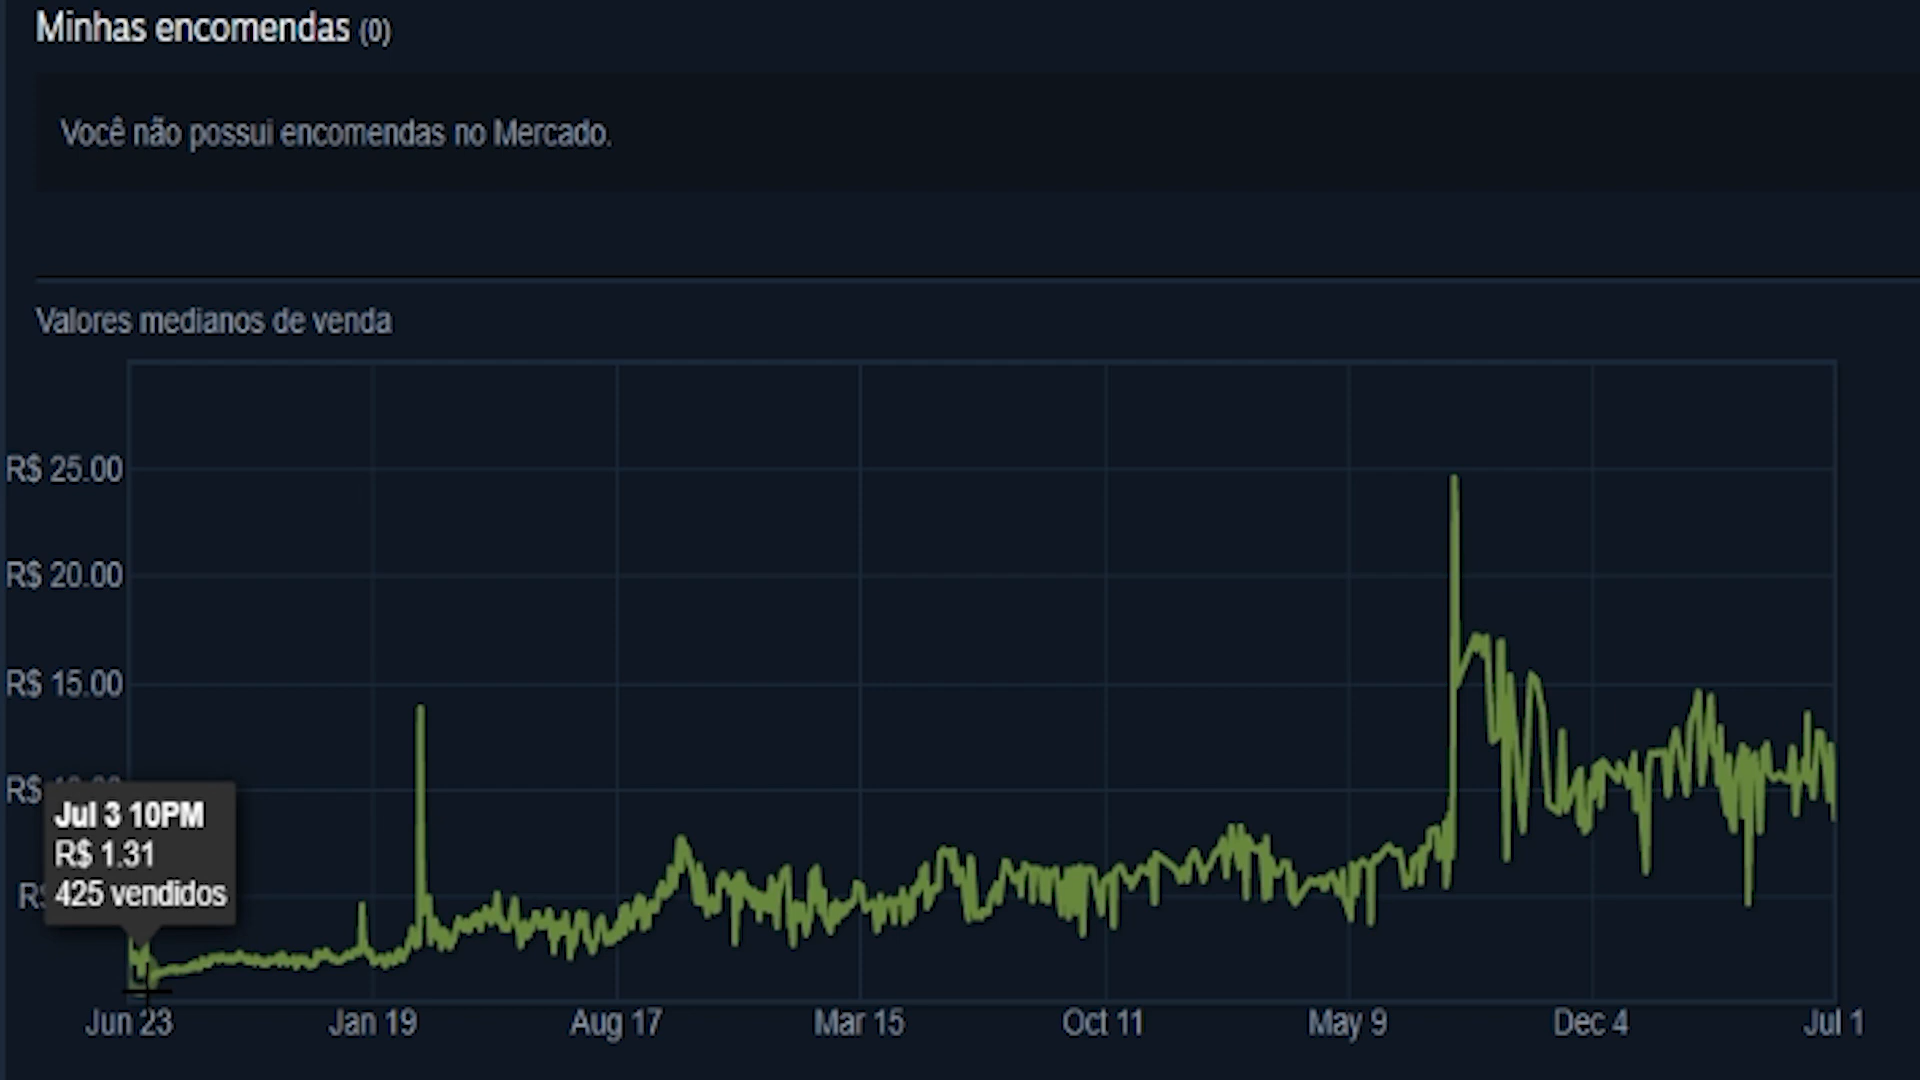 Minhas encomendas (0)
Você não possui encomendas no Mercado.
Valores medianos de venda
R$ 25.00
R$ 20.00
R$ 15.00
R$
R$
Jul 3 10PM
R$ 1.31
425 vendidos
Jun 23 Jan 19 Aug 17 Mar 15 Oct 11 May 9 Dec 4 Jul 1